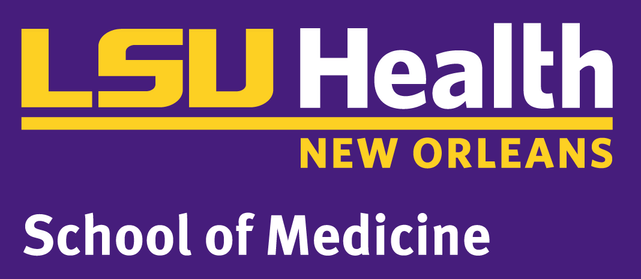 LSU Health
NEW ORLEANS
School of Medicine